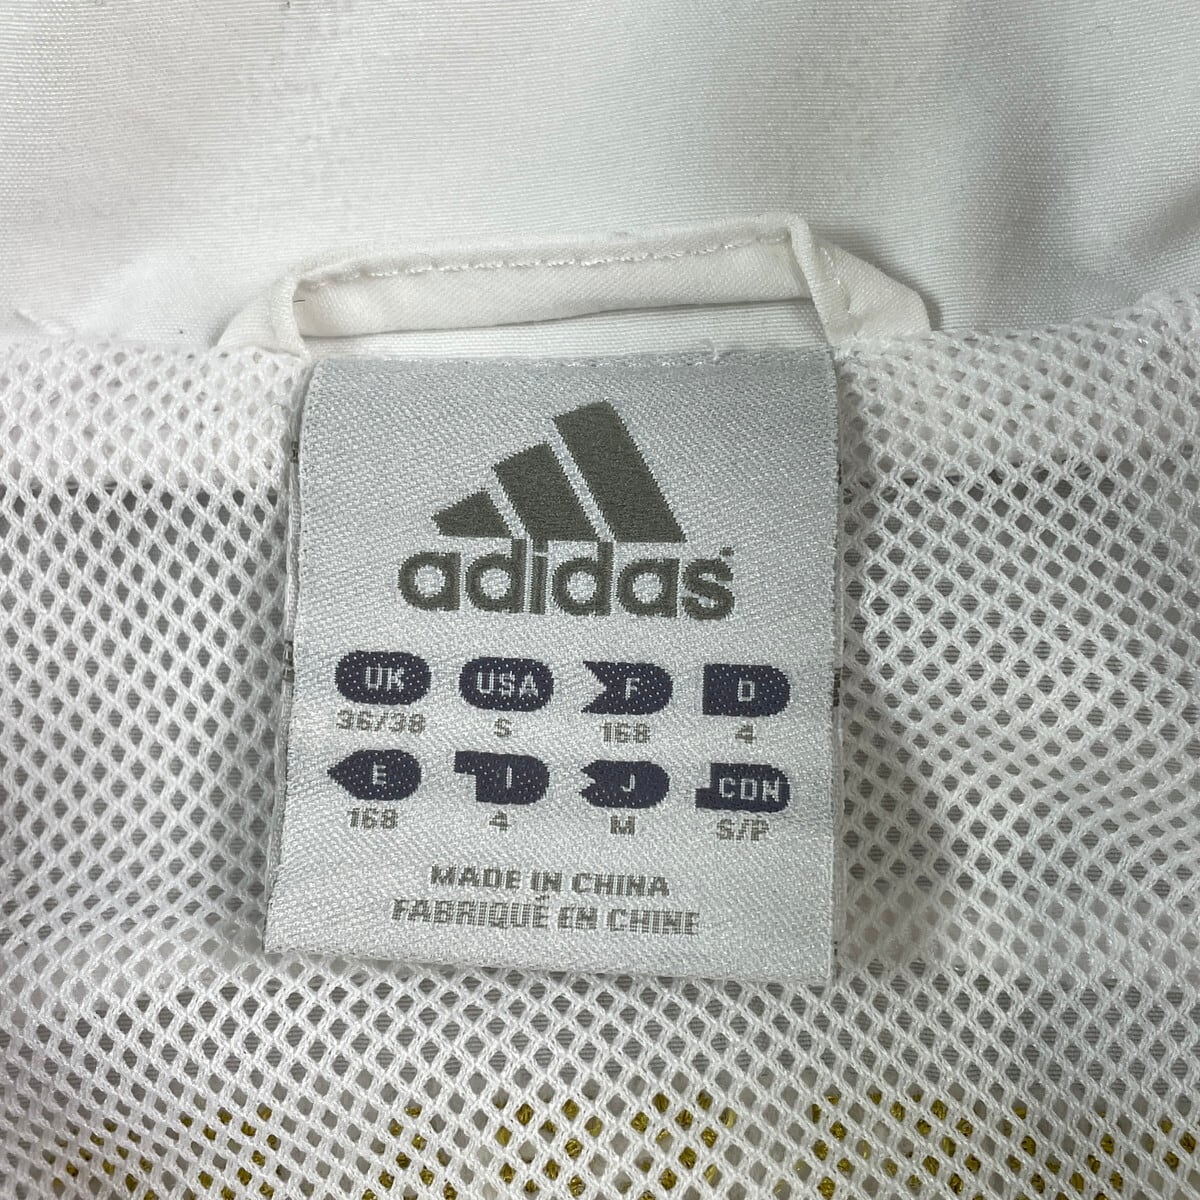 adidas
UK USA F D
36/38 S 168 4
E I J CDN
168 4 M S/P
MADE IN CHINA
FABRIQUÉ EN CHINE